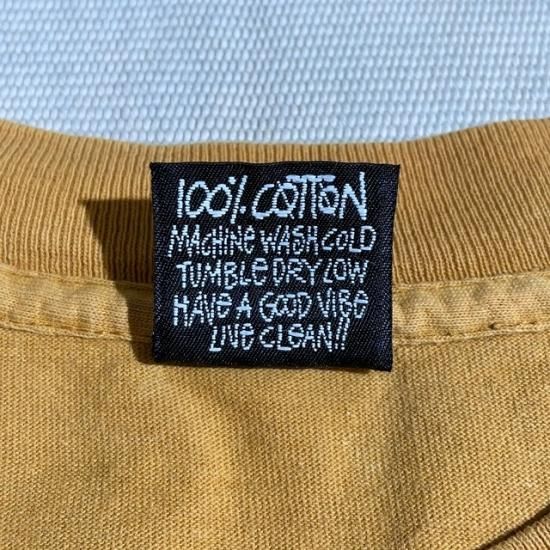 100% COTTON
MACHINE WASH COLD
TUMBLE DRY LOW
HAVE A GOOD VIBE
LIVE CLEAN!!